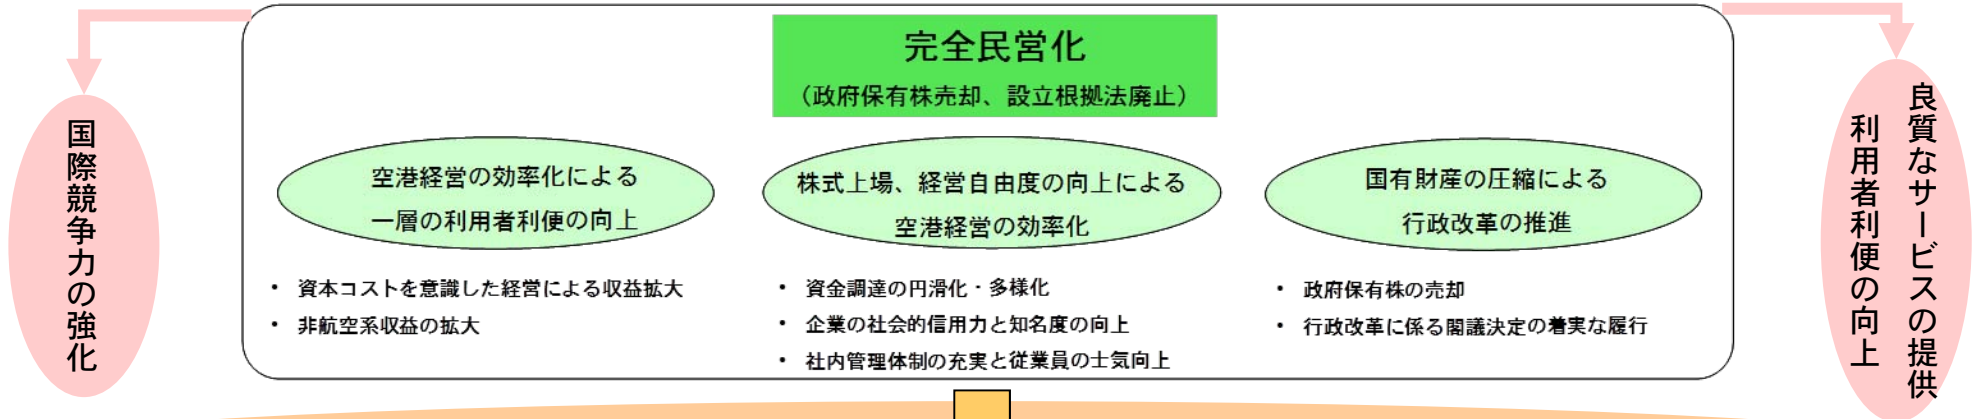 完全民営化
（政府保有株売却、設立根拠法廃止）
国際競争力の強化
空港経営の効率化による
一層の利用者利便の向上
・ 資本コストを意識した経営による収益拡大
・ 非航空系収益の拡大
株式上場、経営自由度の向上による
空港経営の効率化
・ 資金調達の円滑化・多様化
・ 企業の社会的信用力と知名度の向上
・ 社内管理体制の充実と従業員の士気向上
国有財産の圧縮による
行政改革の推進
・ 政府保有株の売却
・ 行政改革に係る閣議決定の着実な履行
良質なサービスの提供
利用者利便の向上